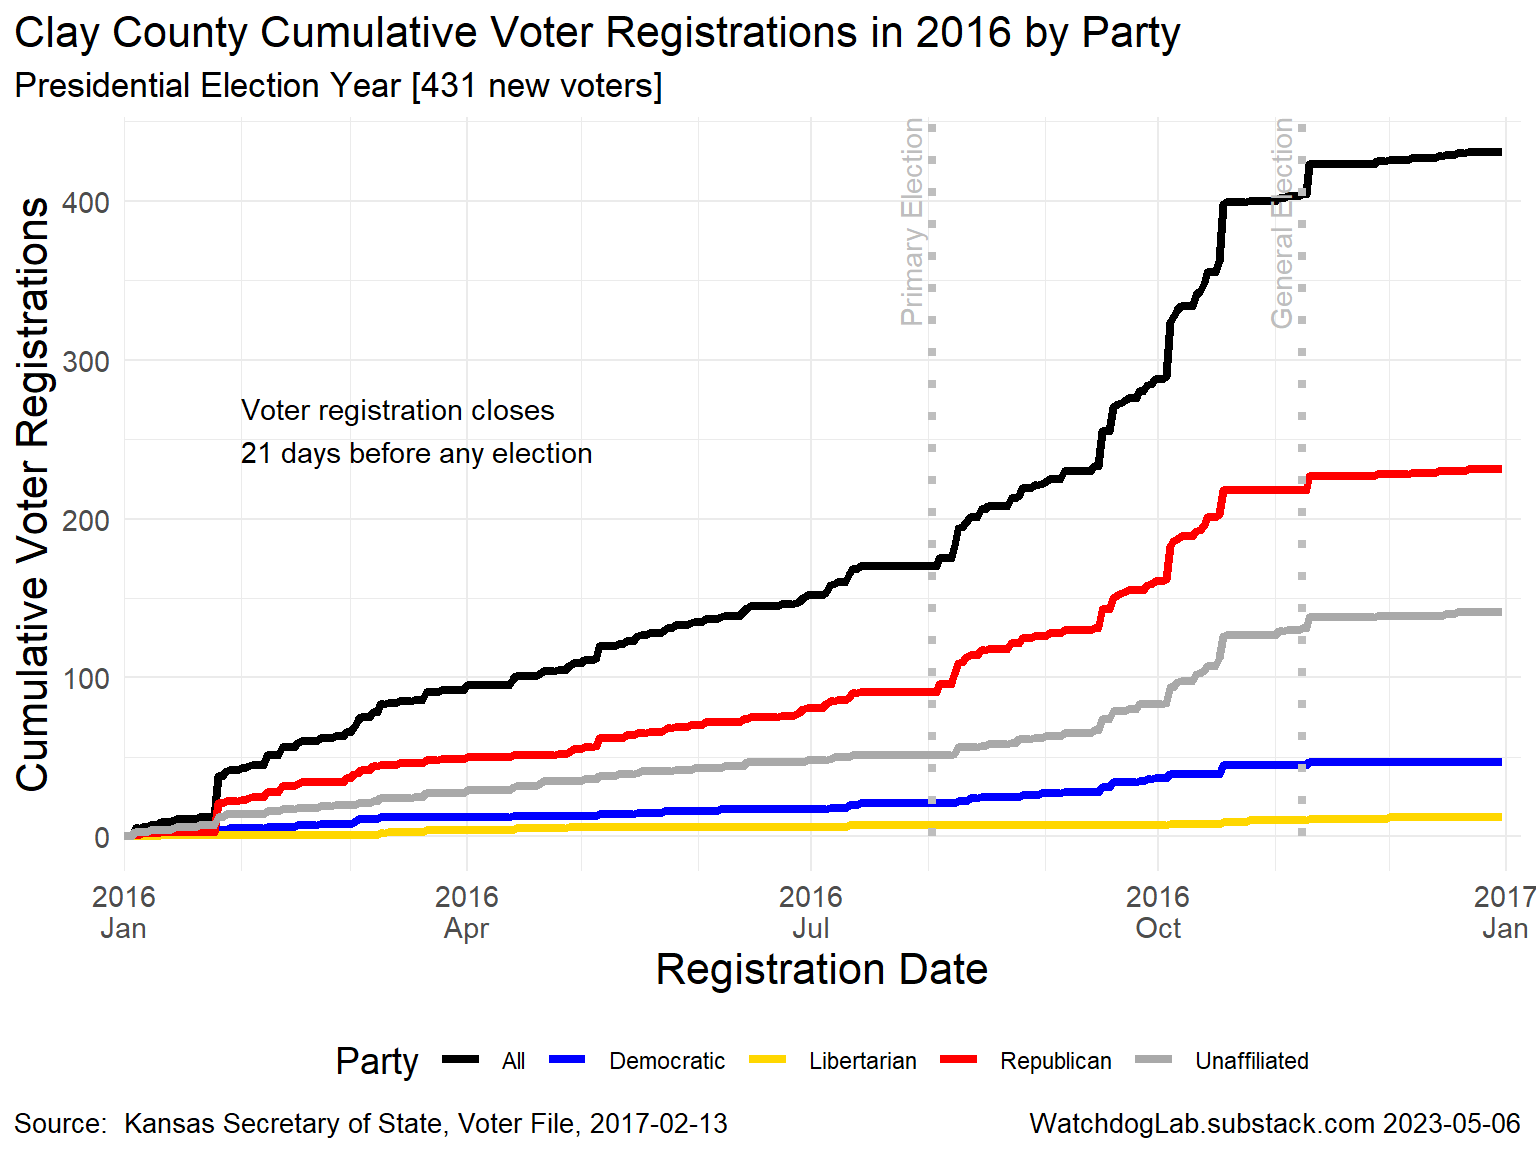 Clay County Cumulative Voter Registrations in 2016 by Party
Presidential Election Year [431 new voters]
Cumulative Voter Registrations
400
300
200
100
0
Primary Election
General Election
Voter registration closes
21 days before any election
2016
Jan
2016
Apr
2016
Jul
2016
Oct
2017
Jan
Registration Date
Party
All
Democratic
Libertarian
Republican
Unaffiliated
Source:  Kansas Secretary of State, Voter File, 2017-02-13
WatchdogLab.substack.com 2023-05-06